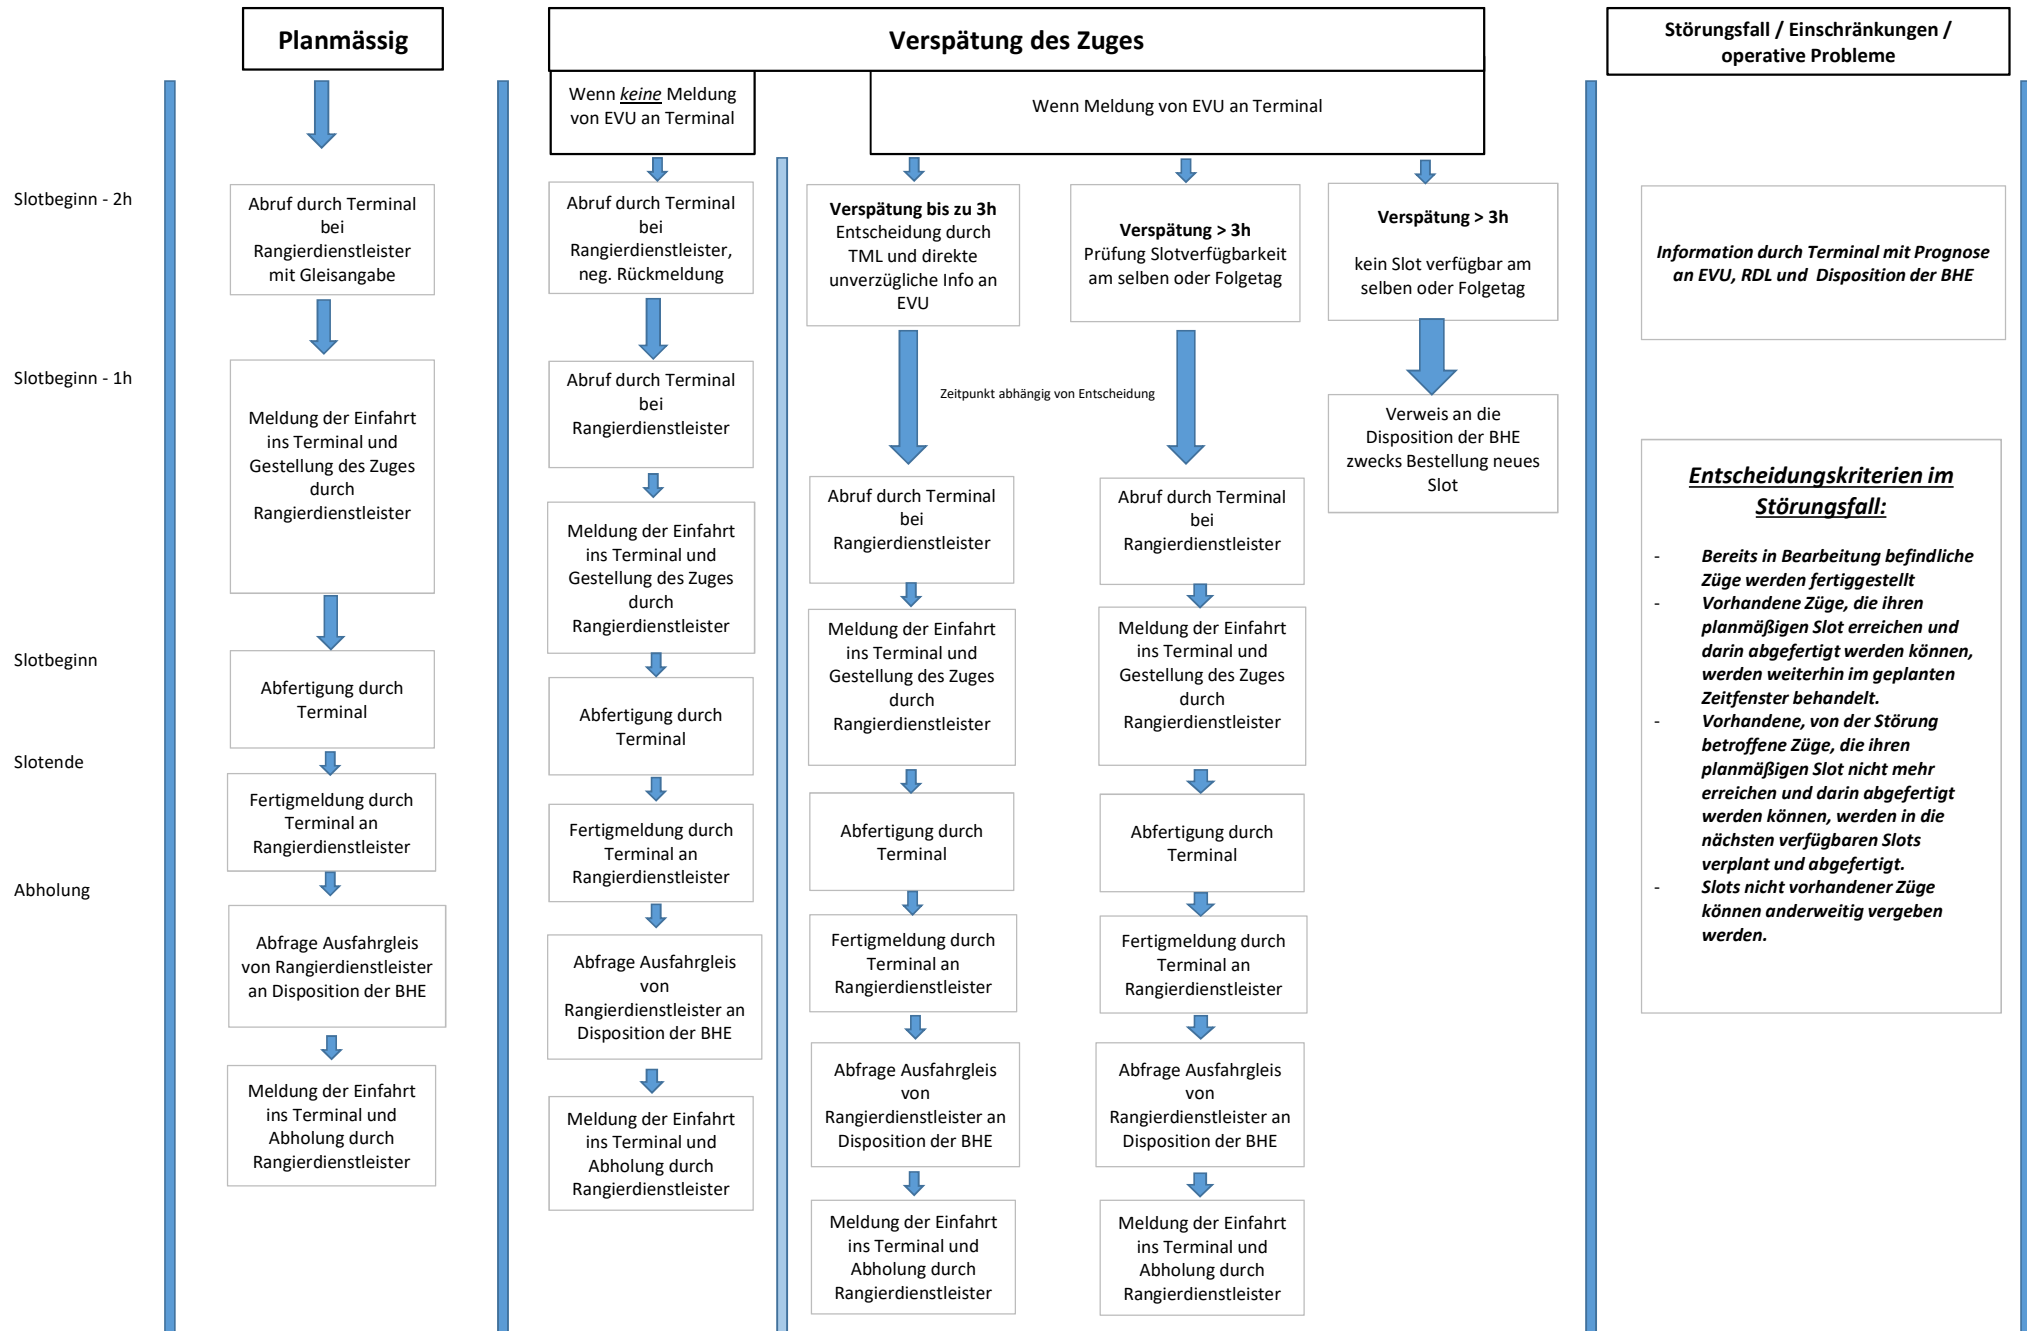 Planmässig
Verspätung des Zuges
Störungsfall / Einschränkungen /
operative Probleme
Wenn keine Meldung
von EVU an Terminal
Wenn Meldung von EVU an Terminal
Slotbeginn - 2h
Slotbeginn - 1h
Slotbeginn
Slotende
Abholung
Abruf durch Terminal
bei
Rangierdienstleister
mit Gleisangabe
Meldung der Einfahrt
ins Terminal und
Gestellung des Zuges
durch
Rangierdienstleister
Abfertigung durch
Terminal
Fertigmeldung durch
Terminal an
Rangierdienstleister
Abfrage Ausfahrgleis
von Rangierdienstleister
an Disposition der BHE
Meldung der Einfahrt
ins Terminal und
Abholung durch
Rangierdienstleister
Abruf durch Terminal
bei
Rangierdienstleister,
neg. Rückmeldung
Abruf durch Terminal
bei
Rangierdienstleister
Meldung der Einfahrt
ins Terminal und
Gestellung des Zuges
durch
Rangierdienstleister
Abfertigung durch
Terminal
Fertigmeldung durch
Terminal an
Rangierdienstleister
Abfrage Ausfahrgleis
von
Rangierdienstleister an
Disposition der BHE
Meldung der Einfahrt
ins Terminal und
Abholung durch
Rangierdienstleister
Verspätung bis zu 3h
Entscheidung durch
TML und direkte
unverzügliche Info an
EVU
Zeitpunkt abhängig von Entscheidung
Abruf durch Terminal
bei
Rangierdienstleister
Meldung der Einfahrt
ins Terminal und
Gestellung des Zuges
durch
Rangierdienstleister
Abfertigung durch
Terminal
Fertigmeldung durch
Terminal an
Rangierdienstleister
Abfrage Ausfahrgleis
von
Rangierdienstleister an
Disposition der BHE
Meldung der Einfahrt
ins Terminal und
Abholung durch
Rangierdienstleister
Verspätung > 3h
Prüfung Slotverfügbarkeit
am selben oder Folgetag
Abruf durch Terminal
bei
Rangierdienstleister
Meldung der Einfahrt
ins Terminal und
Gestellung des Zuges
durch
Rangierdienstleister
Abfertigung durch
Terminal
Fertigmeldung durch
Terminal an
Rangierdienstleister
Abfrage Ausfahrgleis
von
Rangierdienstleister an
Disposition der BHE
Meldung der Einfahrt
ins Terminal und
Abholung durch
Rangierdienstleister
Verspätung > 3h
kein Slot verfügbar am
selben oder Folgetag
Verweis an die
Disposition der BHE
zwecks Bestellung neues
Slot
Information durch Terminal mit Prognose
an EVU, RDL und Disposition der BHE
Entscheidungskriterien im
Störungsfall:
- Bereits in Bearbeitung befindliche
Züge werden fertiggestellt
- Vorhandene Züge, die ihren
planmäßigen Slot erreichen und
darin abgefertigt werden können,
werden weiterhin im geplanten
Zeitfenster behandelt.
- Vorhandene, von der Störung
betroffene Züge, die ihren
planmäßigen Slot nicht mehr
erreichen und darin abgefertigt
werden können, werden in die
nächsten verfügbaren Slots
verplant und abgefertigt.
- Slots nicht vorhandener Züge
können anderweitig vergeben
werden.